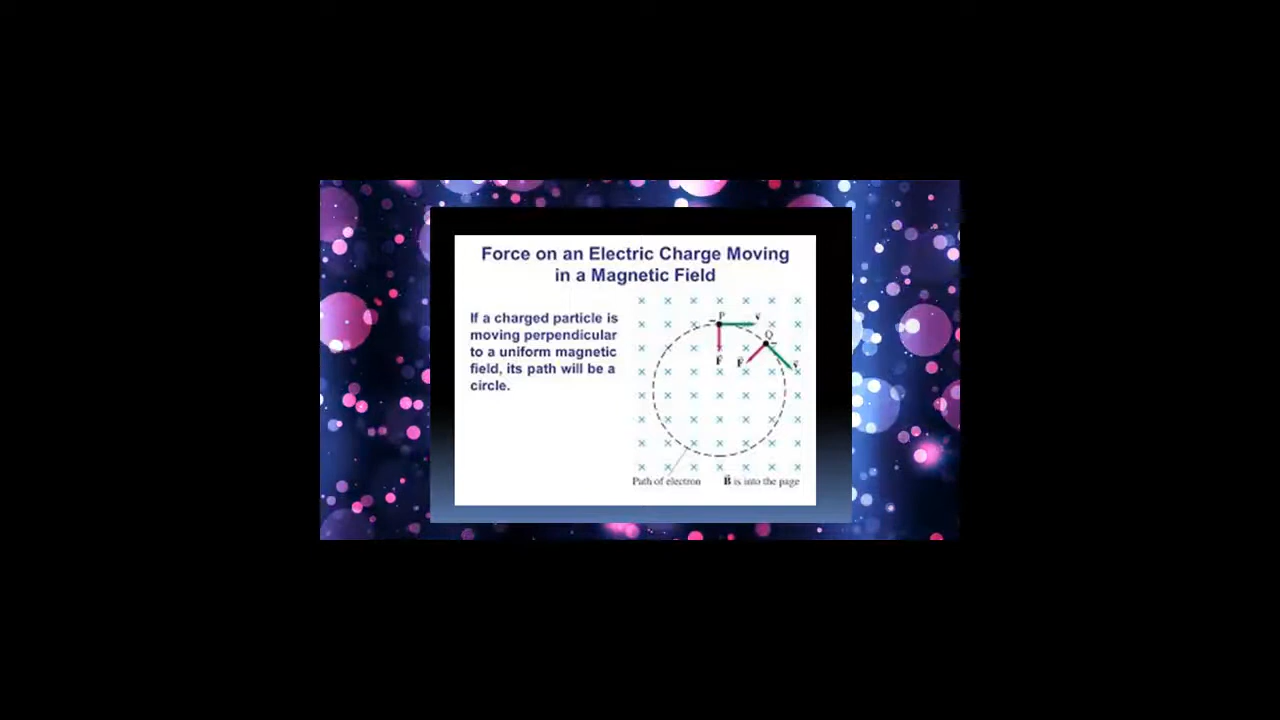 Force on an Electric Charge Moving
in a Magnetic Field
If a charged particle is
moving perpendicular
to a uniform magnetic
field, its path will be a
circle.
P
v
Q
F
F
v
Path of electron
B is into the page